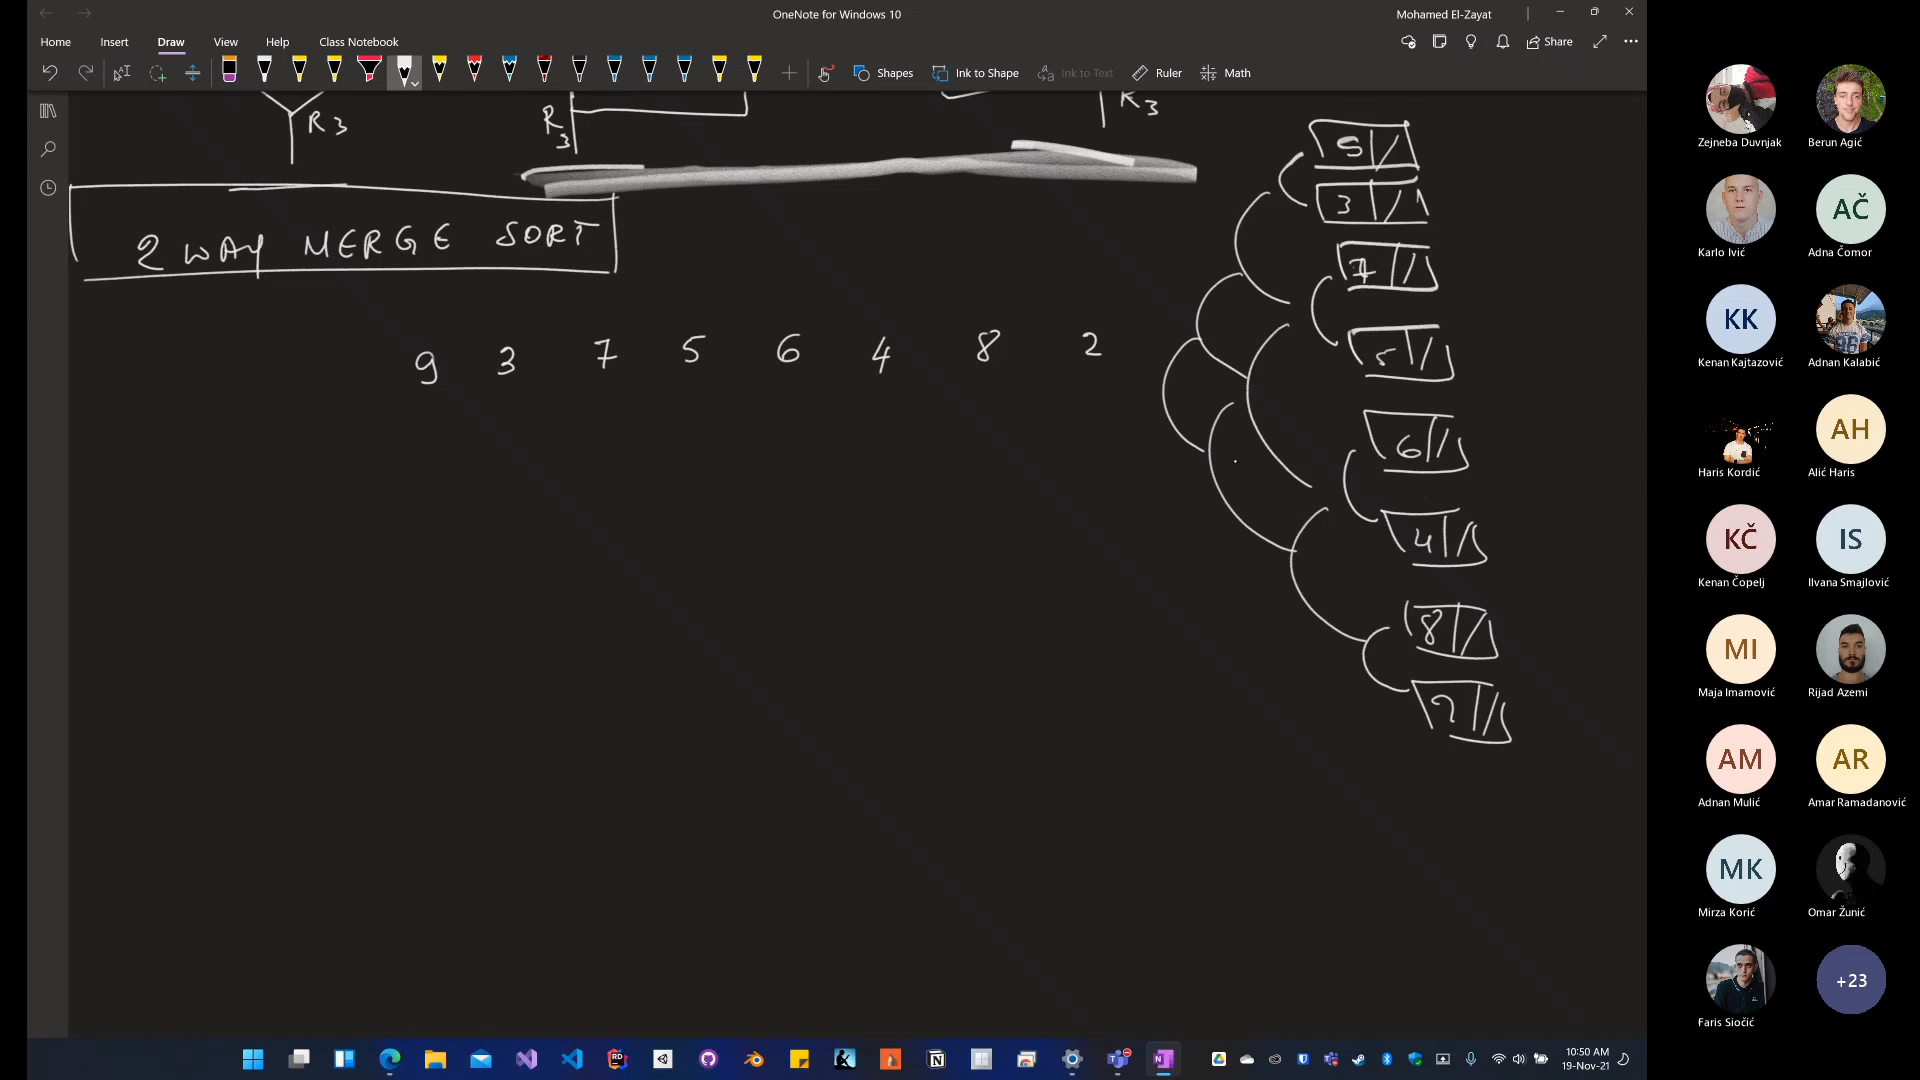 OneNote for Windows 10
Mohamed El-Zayat
Home Insert Draw View Help Class Notebook
Share
Shapes Ink to Shape Ink to Text Ruler Math
R3
R3
R3
2 WAY MERGE SORT
9 3 7 5 6 4 8 2
5
3
7
5
6
4
8
2
Zejneba Duvnjak
Berun Agić
Karlo Ivić
AČ
Adna Čomor
KK
Kenan Kajtazović
Adnan Kalabić
Haris Kordić
AH
Alić Haris
KČ
Kenan Čopelj
IS
Ilvana Smajlović
MI
Maja Imamović
Rijad Azemi
AM
Adnan Mulić
AR
Amar Ramadanović
MK
Mirza Korić
Omar Žunić
Faris Siočić
+23
10:50 AM
19-Nov-21